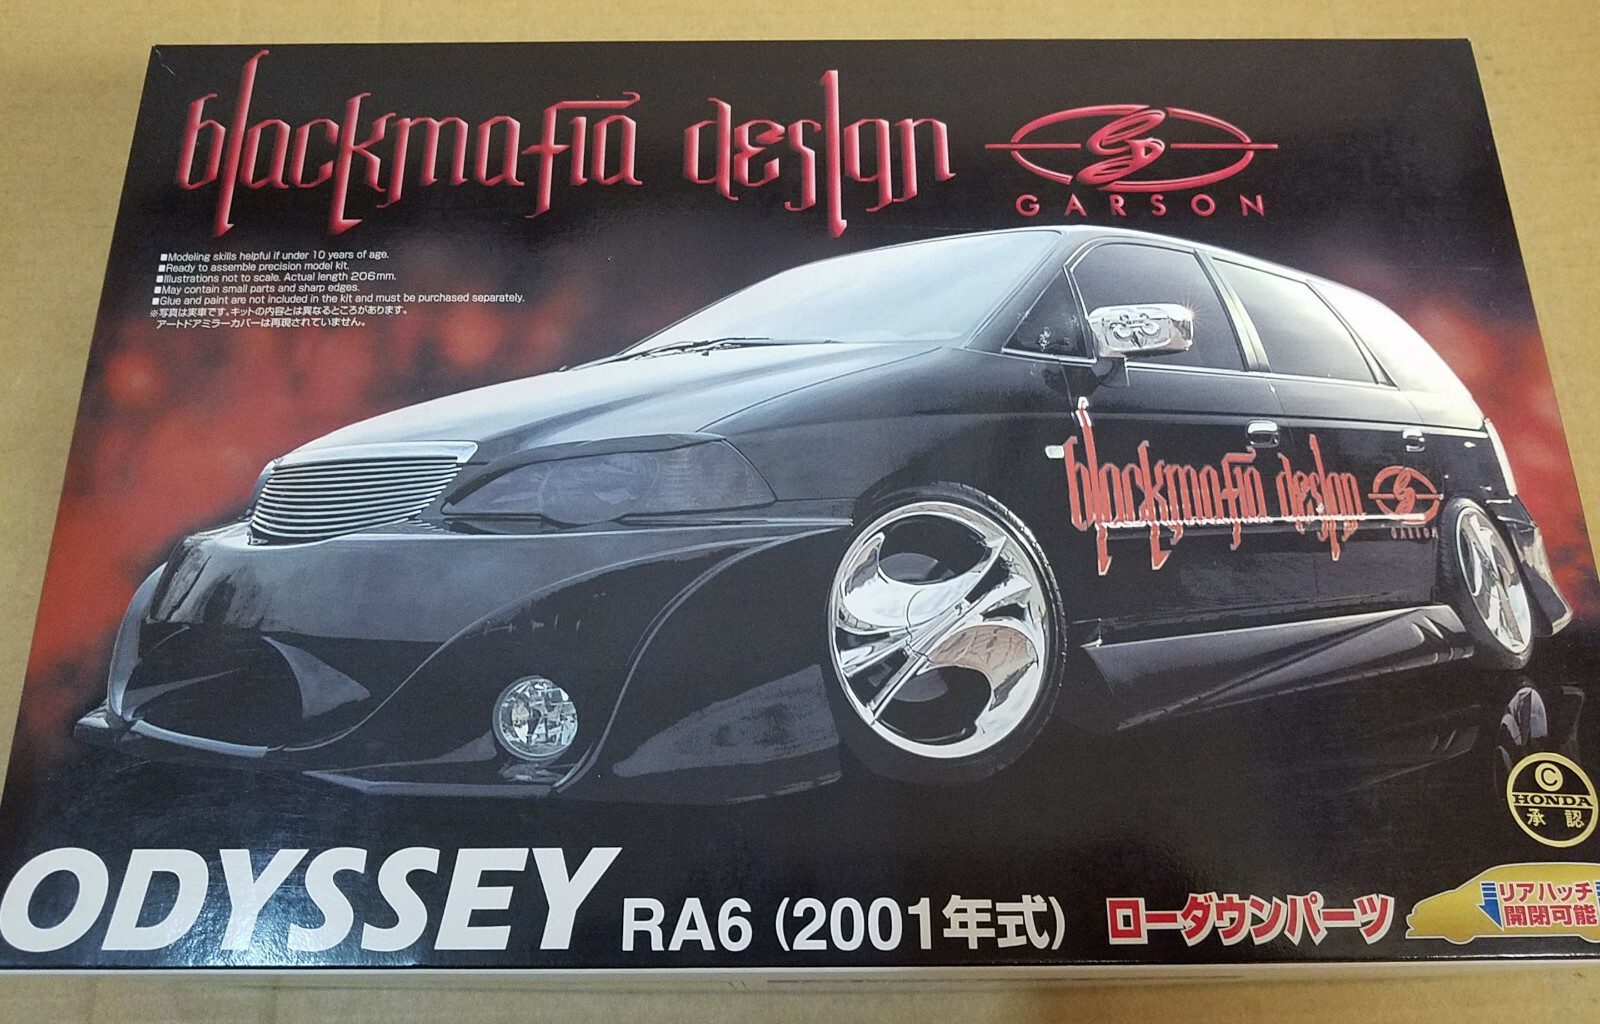 blackmafia design
GARSON
■Modeling skills helpful if under 10 years of age.
■Ready to assemble precision model kit.
■Illustrations not to scale. Actual length 206mm.
■May contain small parts and sharp edges.
■Glue and paint are not included in the kit and must be purchased separately.
※写真は実車です。キットの内容とは異なるところがあります。
アートドアミラーカバーは再現されていません。
blackmafia design
GARSON
©
HONDA
承認
ODYSSEY RA6 (2001年式) ローダウンパーツ
リアハッチ
開閉可能